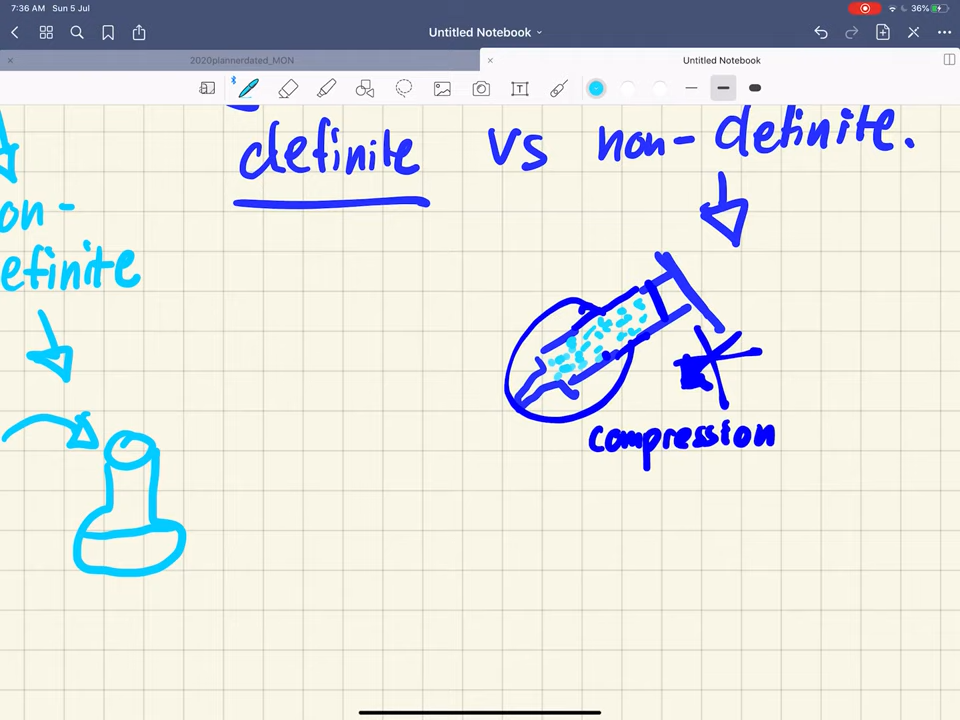 7:36 AM Sun 5 Jul
36%
Untitled Notebook
2020plannerdated_MON
Untitled Notebook
T
definite vs non-definite.
on-
efinite
compression